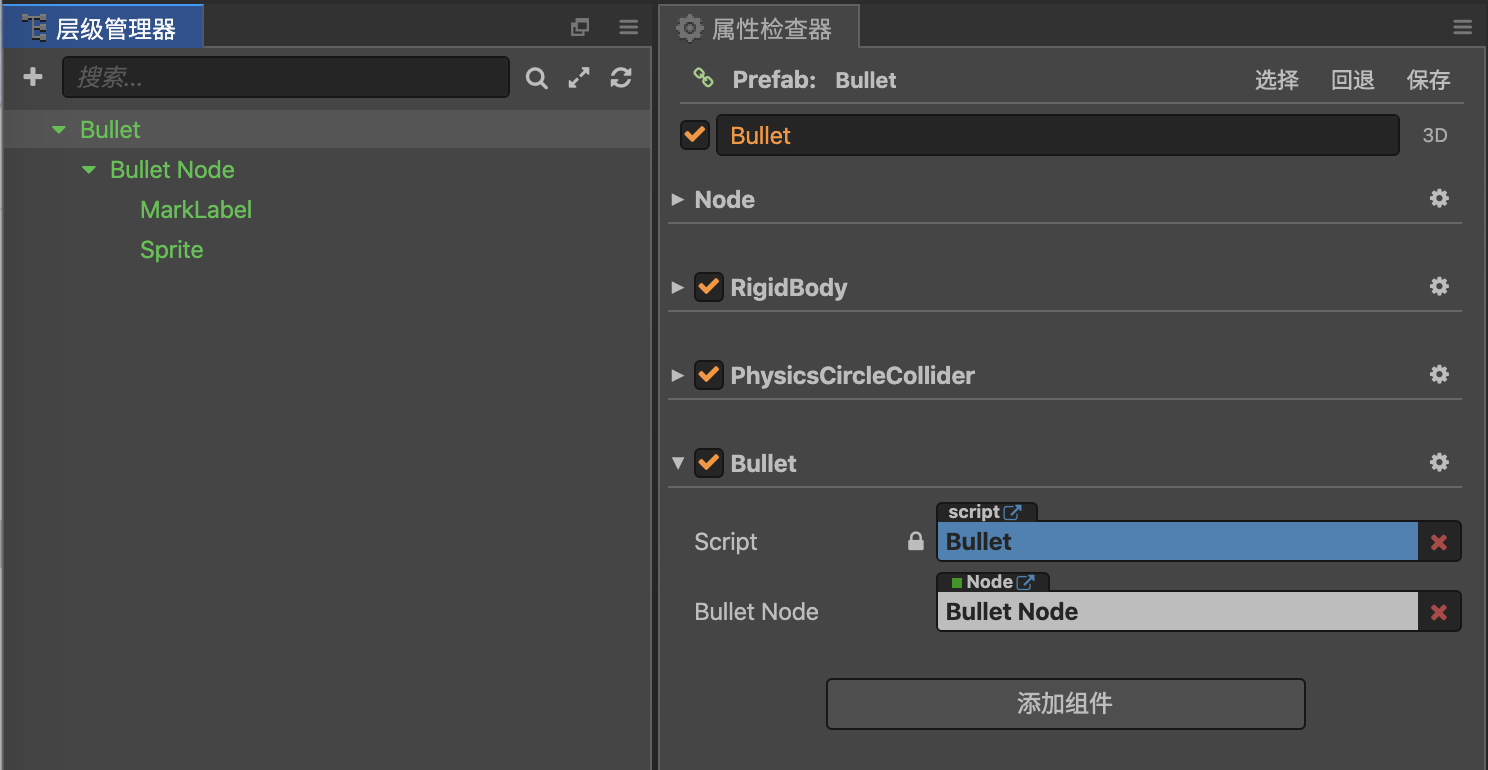 层级管理器
搜索...
Bullet
Bullet Node
MarkLabel
Sprite
属性检查器
Prefab: Bullet 选择 回退 保存
Bullet 3D
Node
RigidBody
PhysicsCircleCollider
Bullet
script
Script Bullet
Node
Bullet Node Bullet Node
添加组件